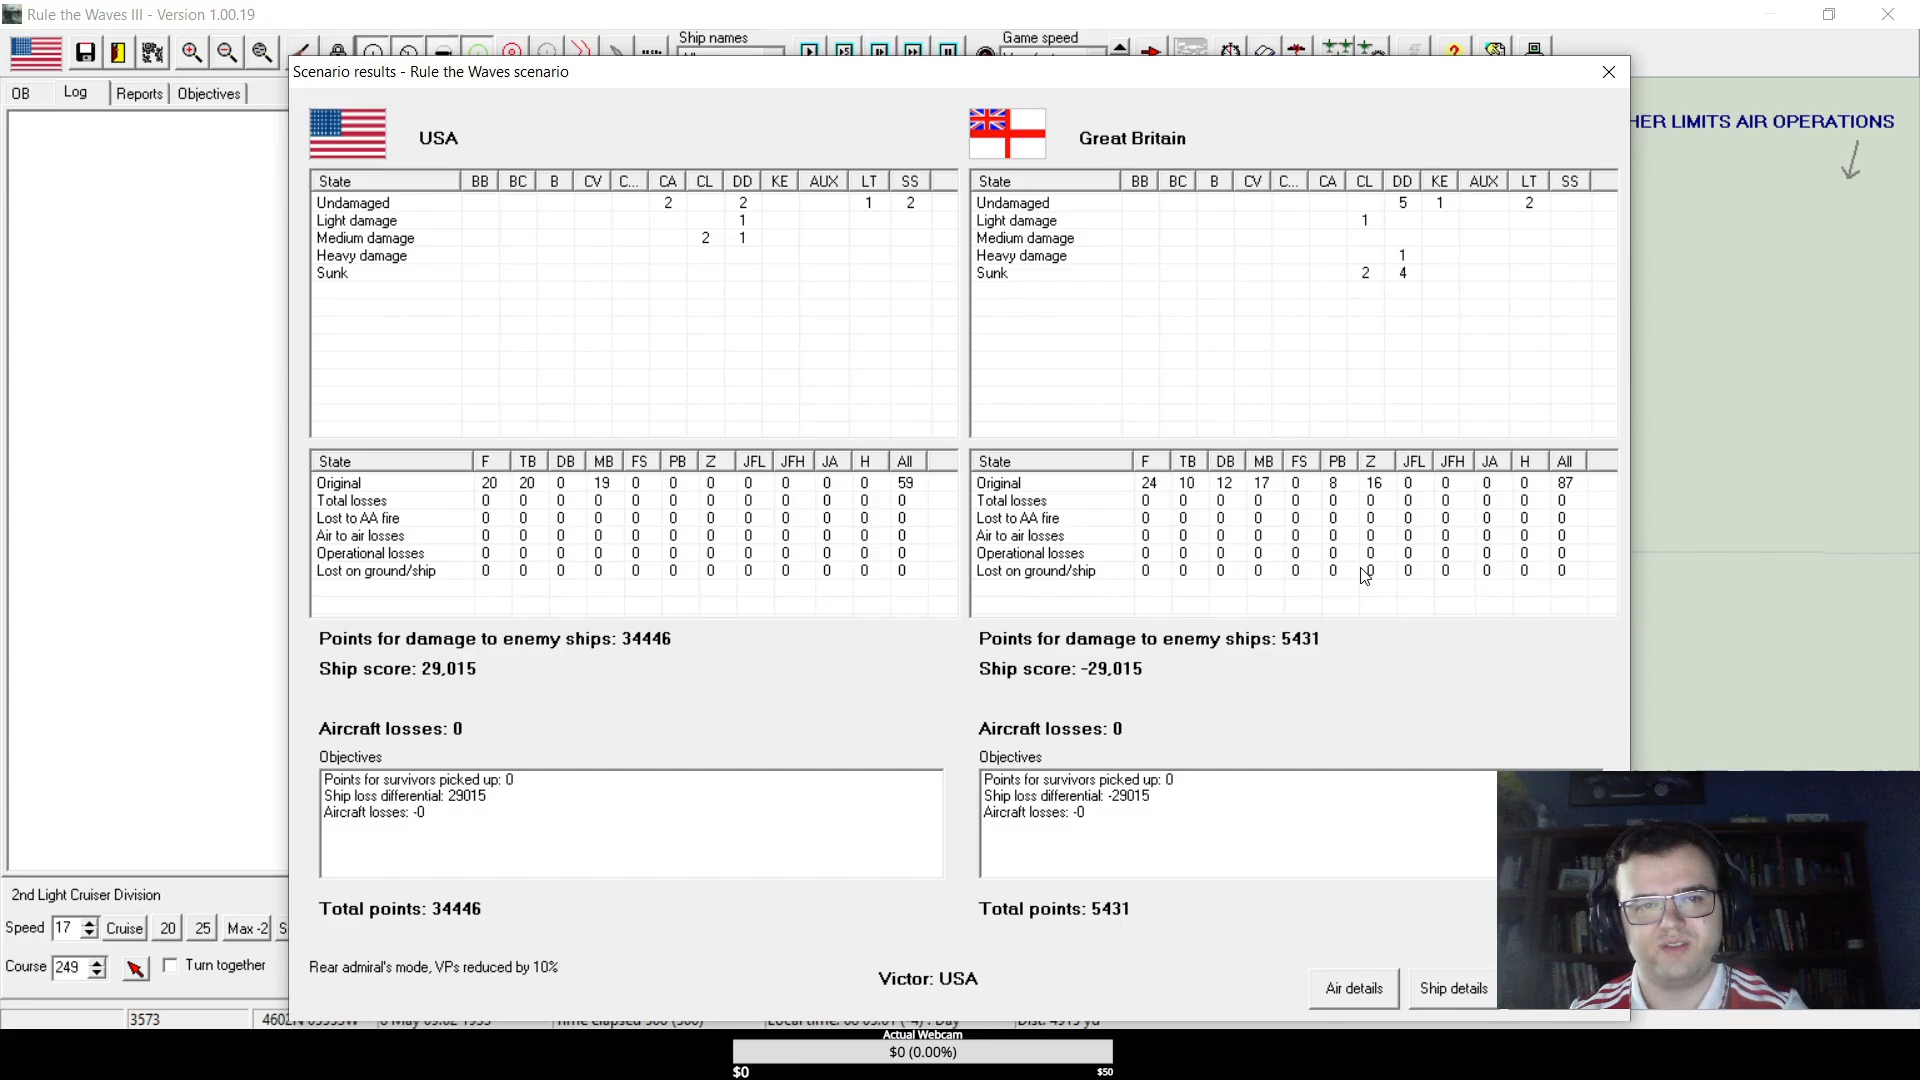 Rule the Waves III - Version 1.00.19
Ship names
Game speed
OB Log Reports Objectives
Scenario results - Rule the Waves scenario
HER LIMITS AIR OPERATIONS
USA
State BB BC B CV C... CA CL DD KE AUX LT SS
Undamaged 2 2 1 2
Light damage 1
Medium damage 2 1
Heavy damage
Sunk
Great Britain
State BB BC B CV C... CA CL DD KE AUX LT SS
Undamaged 5 1 2
Light damage 1
Medium damage
Heavy damage 1
Sunk 2 4
State F TB DB MB FS PB Z JFL JFH JA H All
Original 20 20 0 19 0 0 0 0 0 0 0 59
Total losses 0 0 0 0 0 0 0 0 0 0 0 0
Lost to AA fire 0 0 0 0 0 0 0 0 0 0 0 0
Air to air losses 0 0 0 0 0 0 0 0 0 0 0 0
Operational losses 0 0 0 0 0 0 0 0 0 0 0 0
Lost on ground/ship 0 0 0 0 0 0 0 0 0 0 0 0
State F TB DB MB FS PB Z JFL JFH JA H All
Original 24 10 12 17 0 8 16 0 0 0 0 87
Total losses 0 0 0 0 0 0 0 0 0 0 0 0
Lost to AA fire 0 0 0 0 0 0 0 0 0 0 0 0
Air to air losses 0 0 0 0 0 0 0 0 0 0 0 0
Operational losses 0 0 0 0 0 0 0 0 0 0 0 0
Lost on ground/ship 0 0 0 0 0 0 0 0 0 0 0 0
Points for damage to enemy ships: 34446
Ship score: 29,015
Aircraft losses: 0
Objectives
Points for survivors picked up: 0
Ship loss differential: 29015
Aircraft losses: -0
Total points: 34446
Points for damage to enemy ships: 5431
Ship score: -29,015
Aircraft losses: 0
Objectives
Points for survivors picked up: 0
Ship loss differential: -29015
Aircraft losses: -0
Total points: 5431
Rear admiral's mode, VPs reduced by 10%
Victor: USA
Air details Ship details
2nd Light Cruiser Division
Speed 17 Cruise 20 25 Max -2
Course 249 Turn together
3573
Actual Webcam
$0 (0.00%)
$0 $50